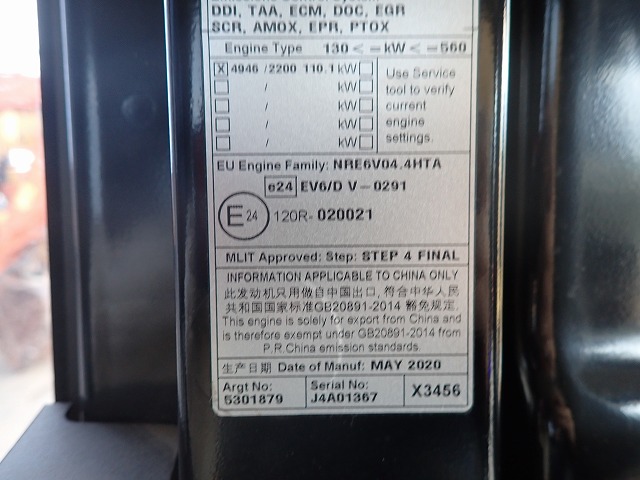 DDI, TAA, ECM, DOC, EGR
SCR, AMOX, EPR, PTOX
Engine Type 130 < =kW < =560
X 4946 /2200 110.1 kW
/ kW
/ kW
/ kW
/ kW
Use Service
tool to verify
current
engine
settings.
EU Engine Family: NRE6V04.4HTA
e24 EV6/D V-0291
E24 120R- 020021
MLIT Approved: Step: STEP 4 FINAL
INFORMATION APPLICABLE TO CHINA ONLY
此发动机只用做自中国出口,符合中华人民
共和国国家标准GB20891-2014 豁免规定.
This engine is solely for export from China and
is therefore exempt under GB20891-2014 from
P.R.China emission standards.
生产日期 Date of Manuf: MAY 2020
Argt No:
5301879
Serial No:
J4A01367
X3456